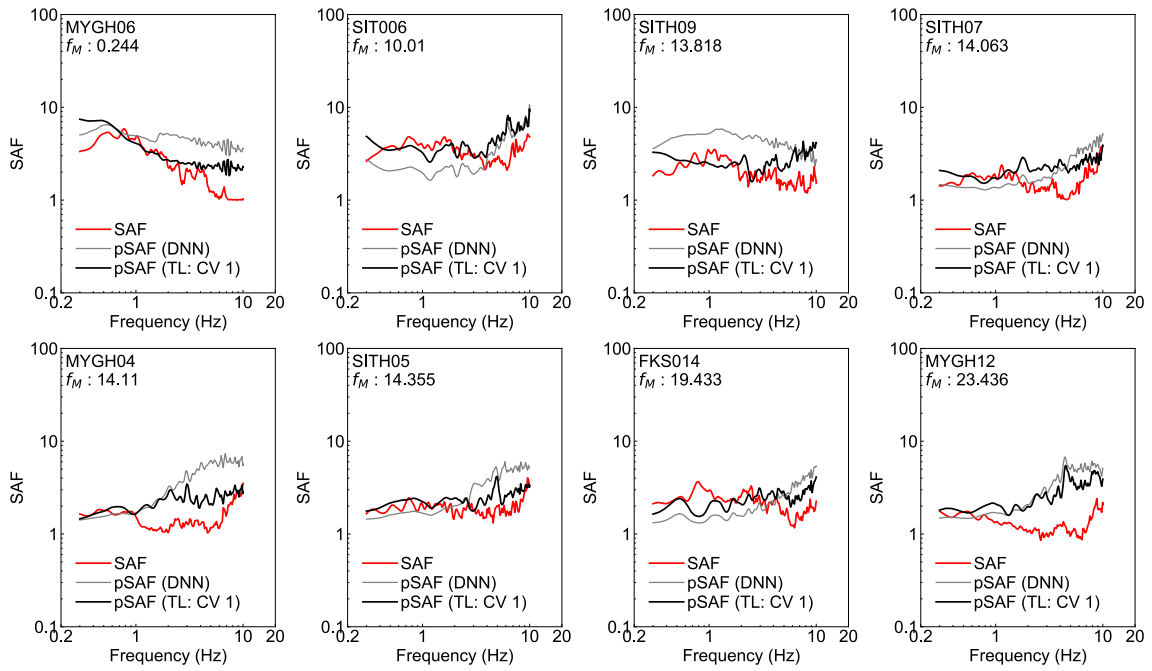 MYGH06
f_M : 0.244
100
10
1
0.1
SAF
SAF
pSAF (DNN)
pSAF (TL: CV 1)
0.2
1
10
20
Frequency (Hz)
SIT006
f_M : 10.01
100
10
1
0.1
SAF
SAF
pSAF (DNN)
pSAF (TL: CV 1)
0.2
1
10
20
Frequency (Hz)
SITH09
f_M : 13.818
100
10
1
0.1
SAF
SAF
pSAF (DNN)
pSAF (TL: CV 1)
0.2
1
10
20
Frequency (Hz)
SITH07
f_M : 14.063
100
10
1
0.1
SAF
SAF
pSAF (DNN)
pSAF (TL: CV 1)
0.2
1
10
20
Frequency (Hz)
MYGH04
f_M : 14.11
100
10
1
0.1
SAF
SAF
pSAF (DNN)
pSAF (TL: CV 1)
0.2
1
10
20
Frequency (Hz)
SITH05
f_M : 14.355
100
10
1
0.1
SAF
SAF
pSAF (DNN)
pSAF (TL: CV 1)
0.2
1
10
20
Frequency (Hz)
FKS014
f_M : 19.433
100
10
1
0.1
SAF
SAF
pSAF (DNN)
pSAF (TL: CV 1)
0.2
1
10
20
Frequency (Hz)
MYGH12
f_M : 23.436
100
10
1
0.1
SAF
SAF
pSAF (DNN)
pSAF (TL: CV 1)
0.2
1
10
20
Frequency (Hz)